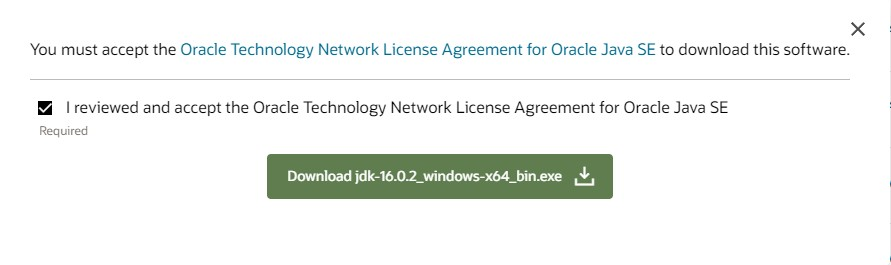 You must accept the Oracle Technology Network License Agreement for Oracle Java SE to download this software.
I reviewed and accept the Oracle Technology Network License Agreement for Oracle Java SE
Required
Download jdk-16.0.2_windows-x64_bin.exe